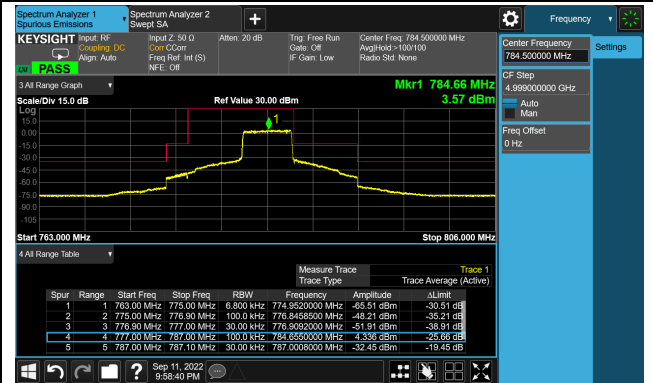 Spectrum Analyzer 1
Spurious Emissions
Spectrum Analyzer 2
Swept SA
Frequency
KEYSIGHT
Input: RF
Coupling: DC
Align: Auto
Input Z: 50 Ω
Corr CCorr
Freq Ref: Int (S)
NFE: Off
Atten: 20 dB
Trig: Free Run
Gate: Off
IF Gain: Low
Center Freq: 784.500000 MHz
Avg|Hold:>100/100
Radio Std: None
PASS
Center Frequency
784.500000 MHz
Settings
CF Step
4.999000000 GHz
Auto
Man
Freq Offset
0 Hz
3 All Range Graph
Scale/Div 15.0 dB
Ref Value 30.00 dBm
Mkr1 784.66 MHz
3.57 dBm
Log
15.0
0.00
-15.0
-30.0
-45.0
-60.0
-75.0
-90.0
-105
1
Start 763.000 MHz
Stop 806.000 MHz
4 All Range Table
Measure Trace Trace 1
Trace Type Trace Average (Active)
Spur Range Start Freq Stop Freq RBW Frequency Amplitude ΔLimit
1 1 763.00 MHz 775.00 MHz 6.800 kHz 774.9520000 MHz -65.51 dBm -30.51 dB
2 2 775.00 MHz 776.90 MHz 100.0 kHz 776.8458500 MHz -48.21 dBm -35.21 dB
3 3 776.90 MHz 777.00 MHz 30.00 kHz 776.9092000 MHz -51.91 dBm -38.91 dB
4 4 777.00 MHz 787.00 MHz 100.0 kHz 784.6550000 MHz 4.336 dBm -25.66 dB
5 5 787.00 MHz 787.10 MHz 30.00 kHz 787.0008000 MHz -32.45 dBm -19.45 dB
?
Sep 11, 2022
9:58:40 PM